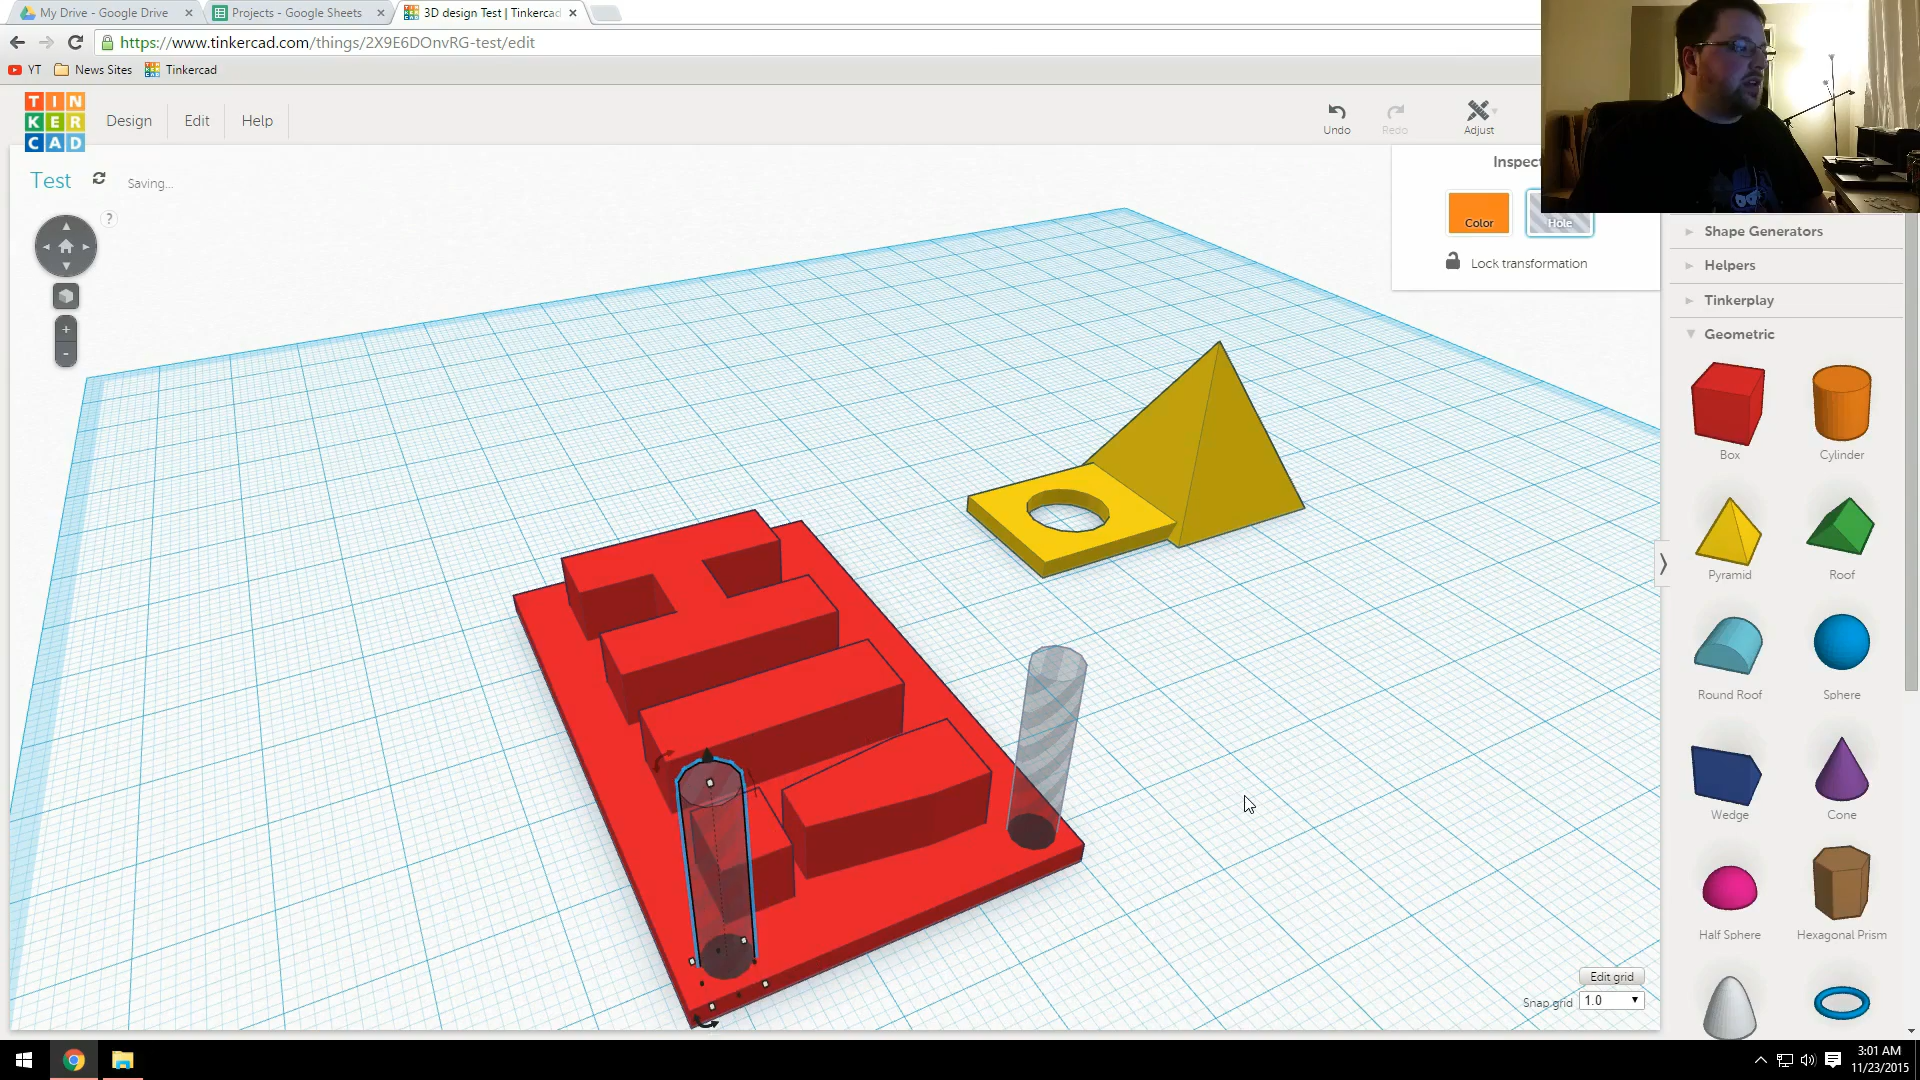 My Drive - Google Drive
Projects - Google Sheets
3D design Test | Tinkercad
https://www.tinkercad.com/things/2X9E6DOnvRG-test/edit
YT
News Sites
Tinkercad
TIN
KER
CAD
Design
Edit
Help
Undo
Redo
Adjust
Test
Saving...
?
Inspect
Color
Hole
Lock transformation
Shape Generators
Helpers
Tinkerplay
Geometric
Box
Cylinder
Pyramid
Roof
Round Roof
Sphere
Wedge
Cone
Half Sphere
Hexagonal Prism
Edit grid
Snap grid
1.0
3:01 AM
11/23/2015